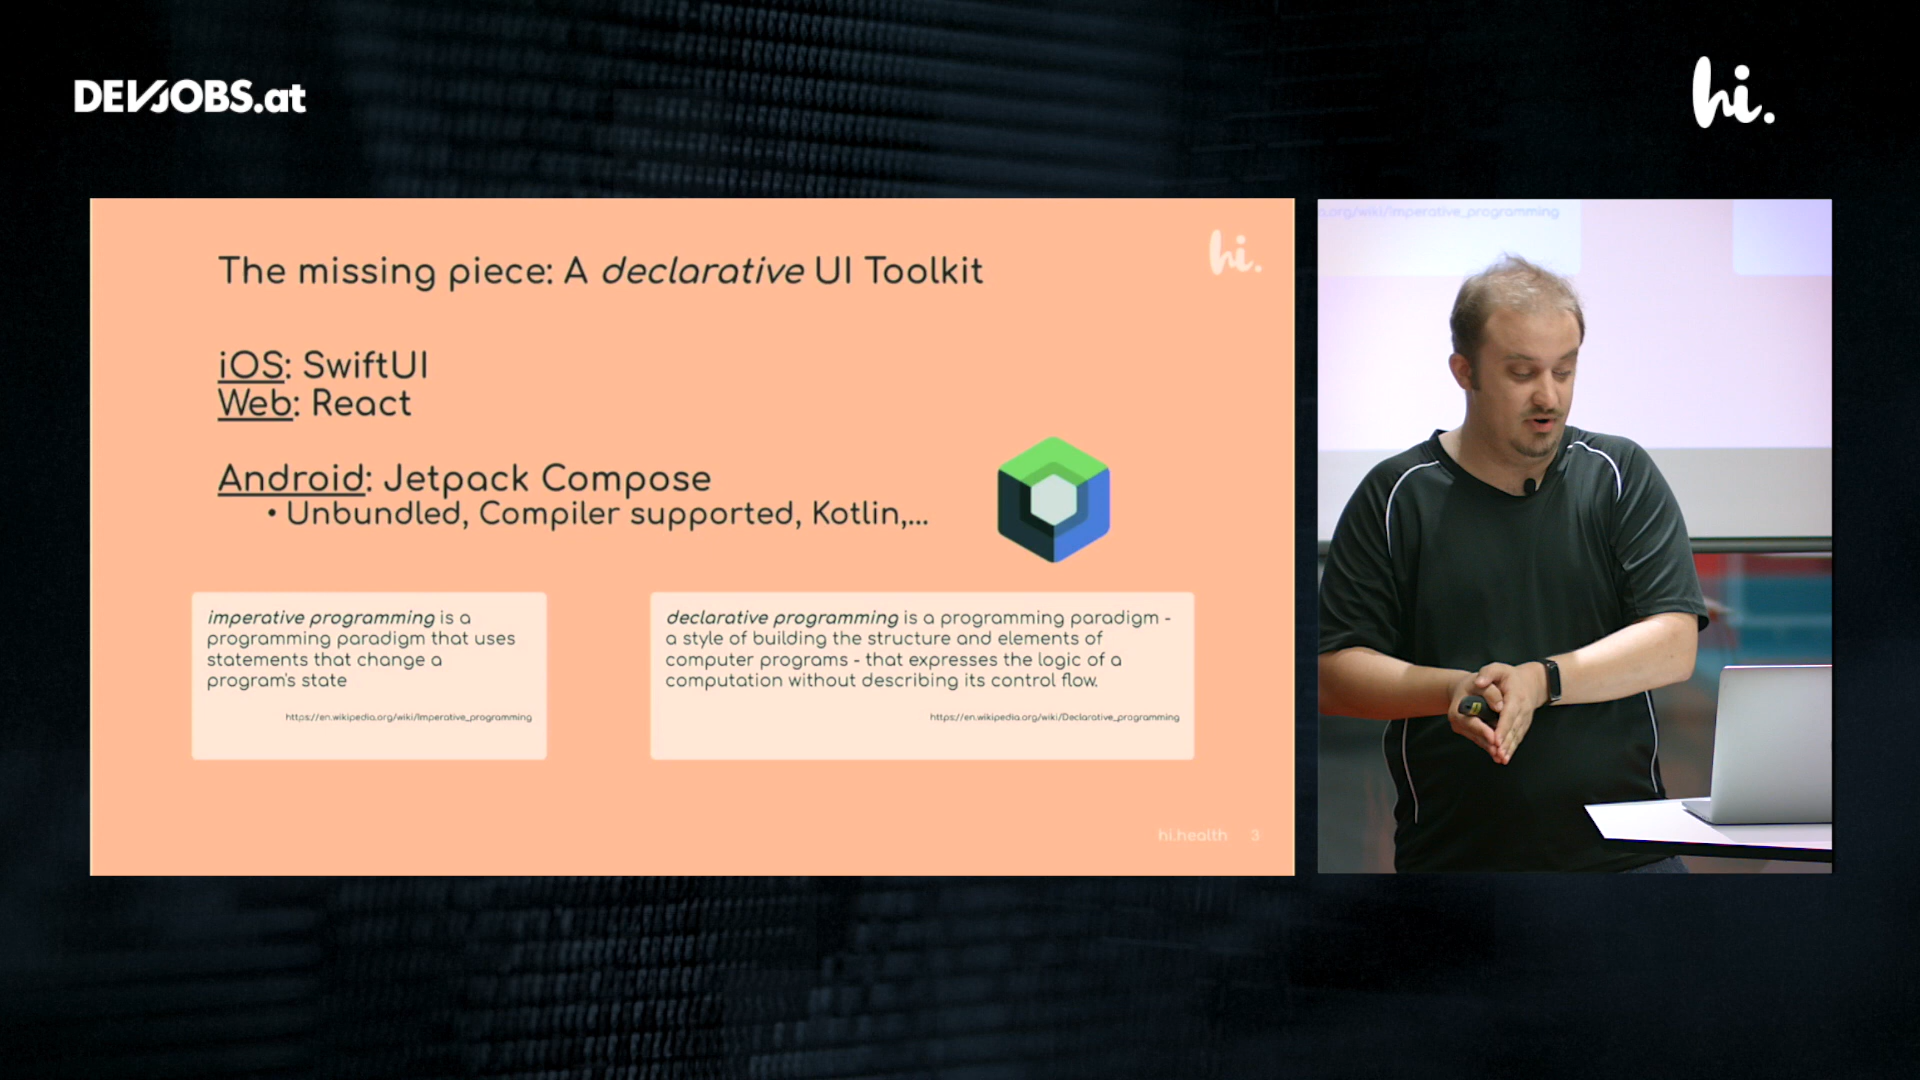 DEVJOBS.at
hi.
hi.
The missing piece: A declarative UI Toolkit
iOS: SwiftUI
Web: React
Android: Jetpack Compose
• Unbundled, Compiler supported, Kotlin,...
imperative programming is a
programming paradigm that uses
statements that change a
program's state
https://en.wikipedia.org/wiki/Imperative_programming
declarative programming is a programming paradigm -
a style of building the structure and elements of
computer programs - that expresses the logic of a
computation without describing its control flow.
https://en.wikipedia.org/wiki/Declarative_programming
hi.health 3
.org/wiki/Imperative_programming